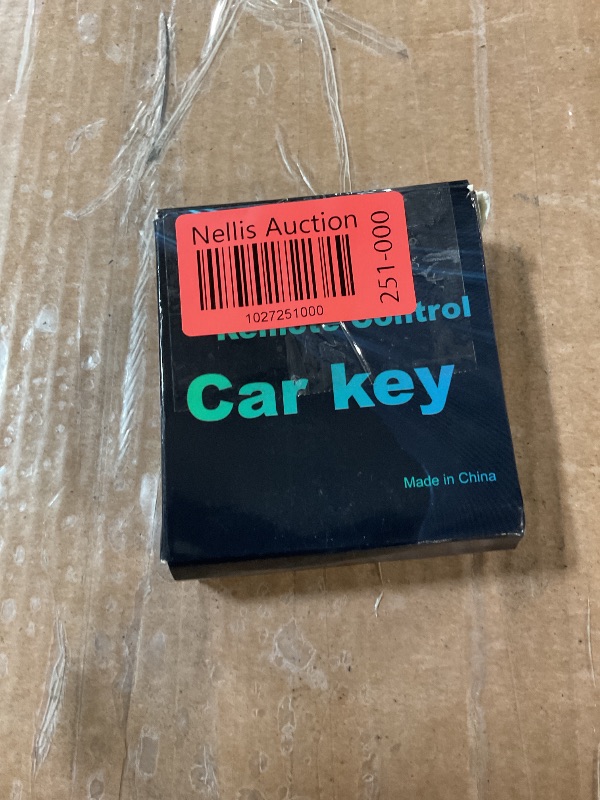 Nellis Auction
1027251000
251-000
Remote Control
Car key
Made in China